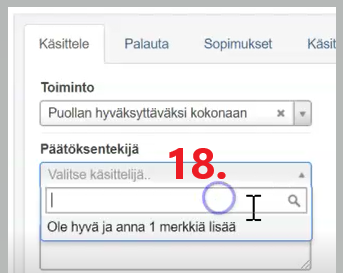 Käsittele Palauta Sopimukset Käsit
Toiminto
Puollan hyväksyttäväksi kokonaan
Päätöksentekijä
18.
Valitse käsittelijä..
Ole hyvä ja anna 1 merkkiä lisää